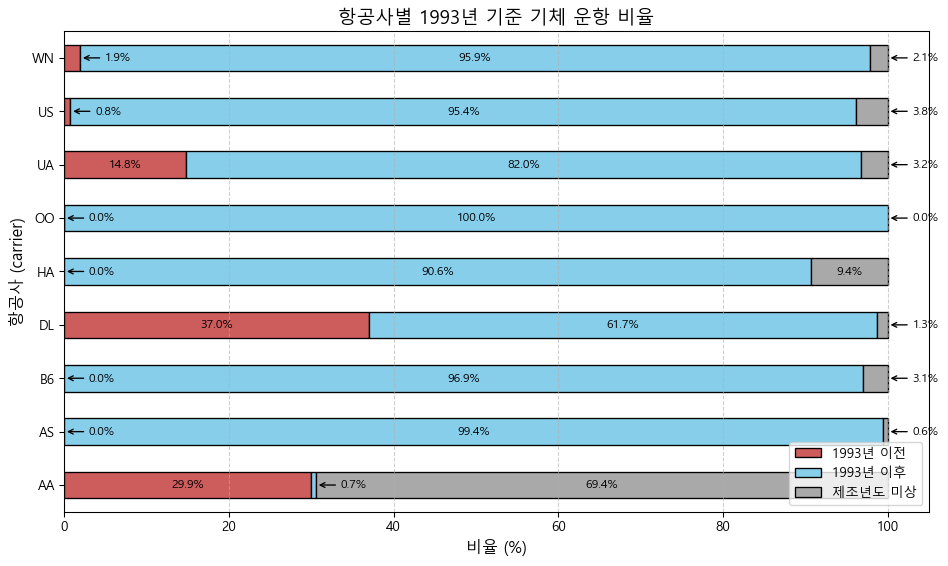 항공사별 1993년 기준 기체 운항 비율
항공사 (carrier)
WN 1.9% 95.9% 2.1%
US 0.8% 95.4% 3.8%
UA 14.8% 82.0% 3.2%
OO 0.0% 100.0% 0.0%
HA 0.0% 90.6% 9.4%
DL 37.0% 61.7% 1.3%
B6 0.0% 96.9% 3.1%
AS 0.0% 99.4% 0.6%
AA 29.9% 0.7% 69.4%
1993년 이전
1993년 이후
제조년도 미상
0 20 40 60 80 100
비율 (%)